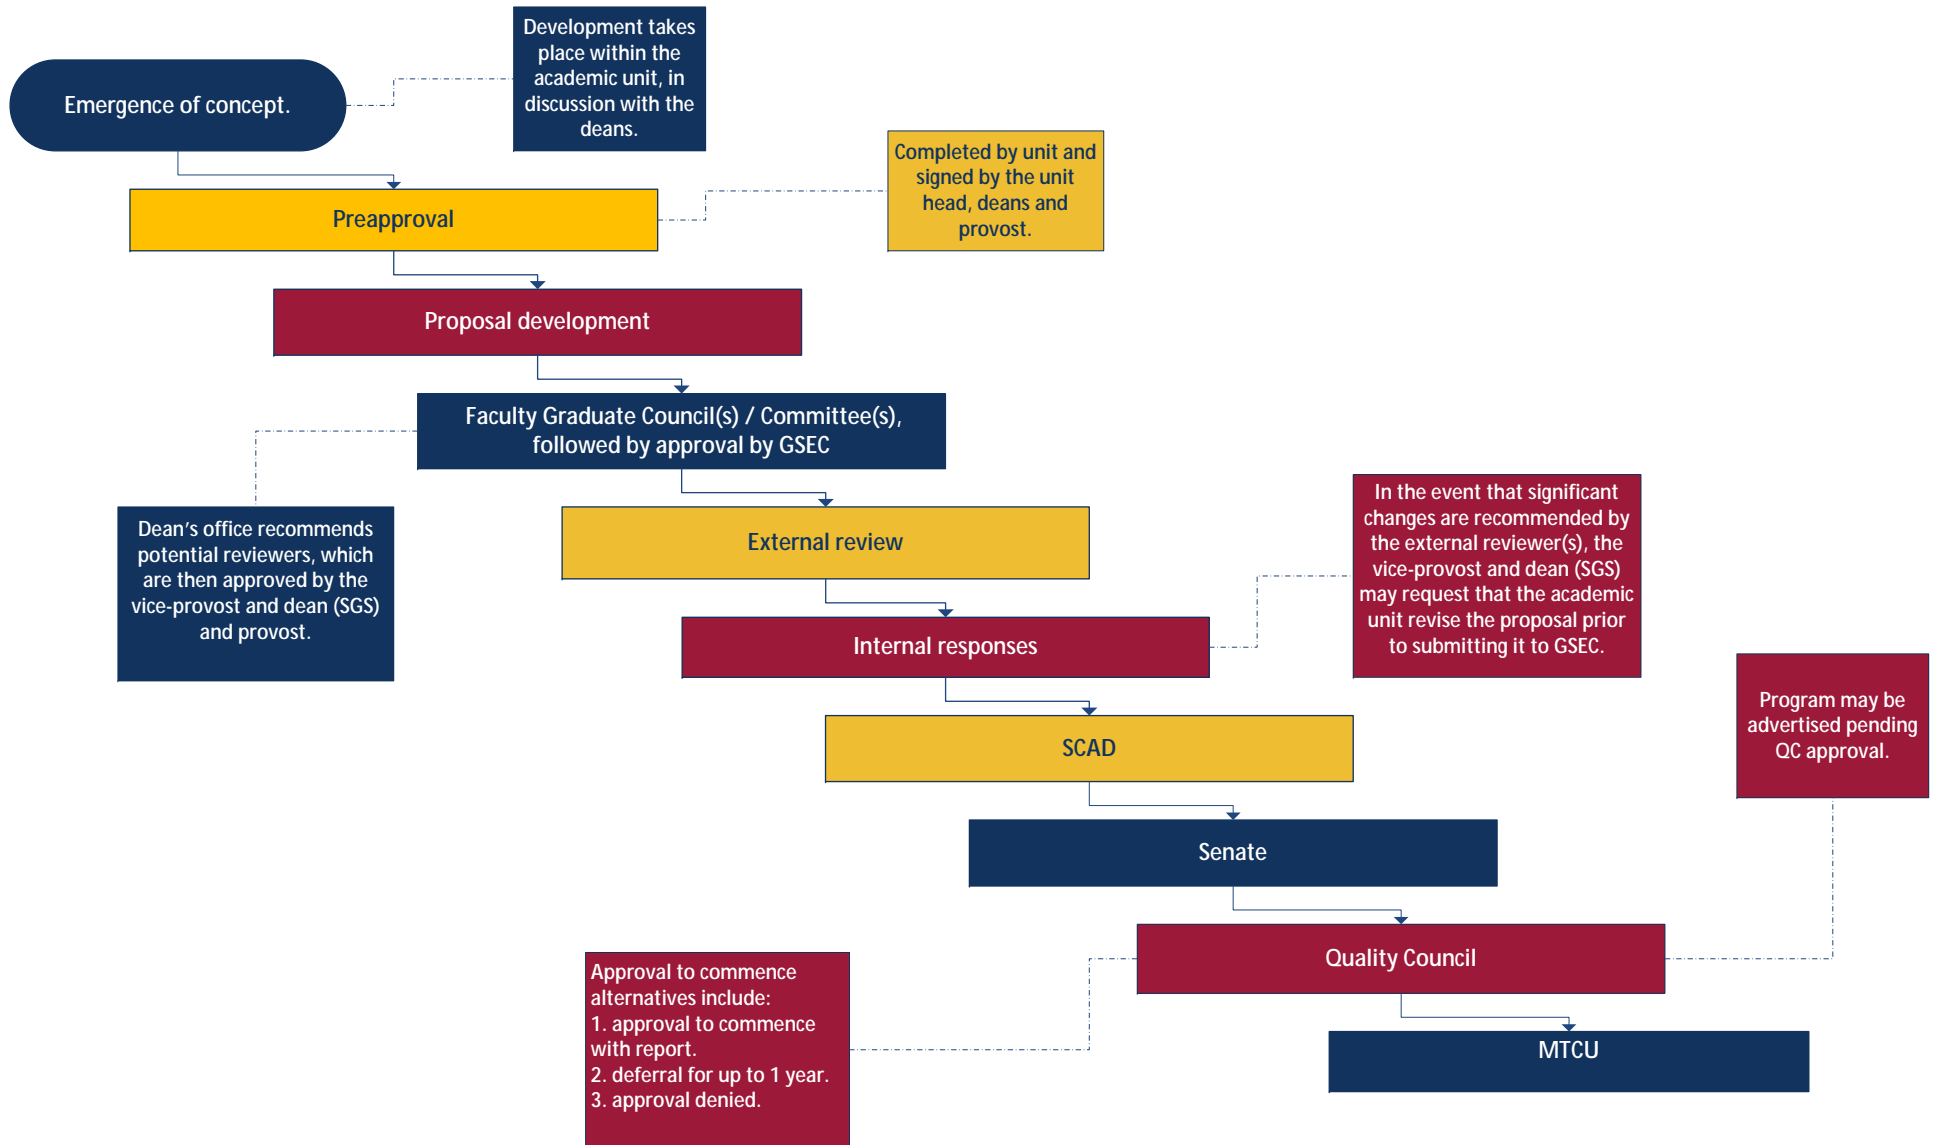 Development takes
place within the
academic unit, in
discussion with the
deans.
Emergence of concept.
Completed by unit and
signed by the unit
head, deans and
provost.
Preapproval
Proposal development
Faculty Graduate Council(s) / Committee(s),
followed by approval by GSEC
Dean’s office recommends
potential reviewers, which
are then approved by the
vice-provost and dean (SGS)
and provost.
External review
In the event that significant
changes are recommended by
the external reviewer(s), the
vice-provost and dean (SGS)
may request that the academic
unit revise the proposal prior
to submitting it to GSEC.
Internal responses
Program may be
advertised pending
QC approval.
SCAD
Senate
Quality Council
Approval to commence
alternatives include:
1. approval to commence
with report.
2. deferral for up to 1 year.
3. approval denied.
MTCU